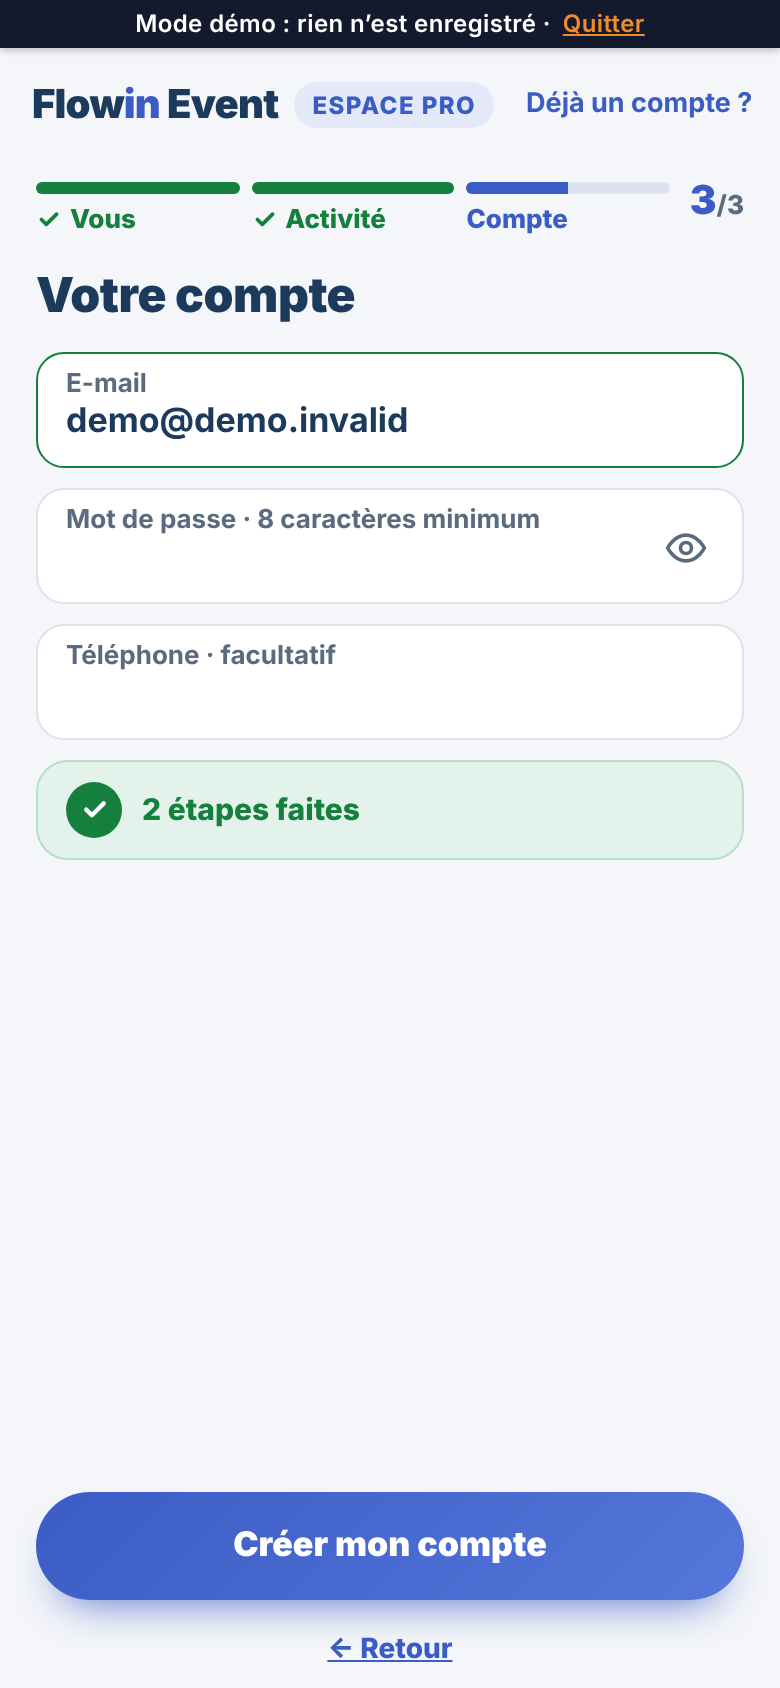 Mode démo : rien n’est enregistré · Quitter
Flowin Event ESPACE PRO Déjà un compte ?
Vous Activité Compte 3/3
Votre compte
E-mail
demo@demo.invalid
Mot de passe · 8 caractères minimum
Téléphone · facultatif
2 étapes faites
Créer mon compte
← Retour